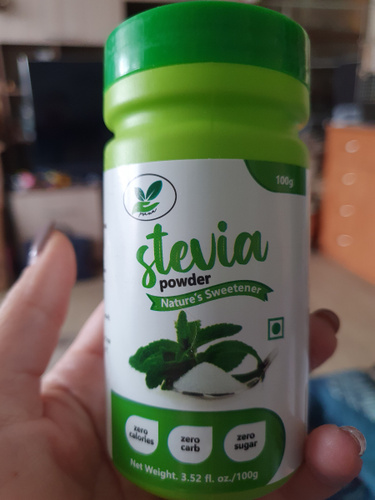 100g
stevia
powder
Nature's Sweetener
zero
calories
zero
carb
zero
sugar
Net Weight. 3.52 fl. oz./100g